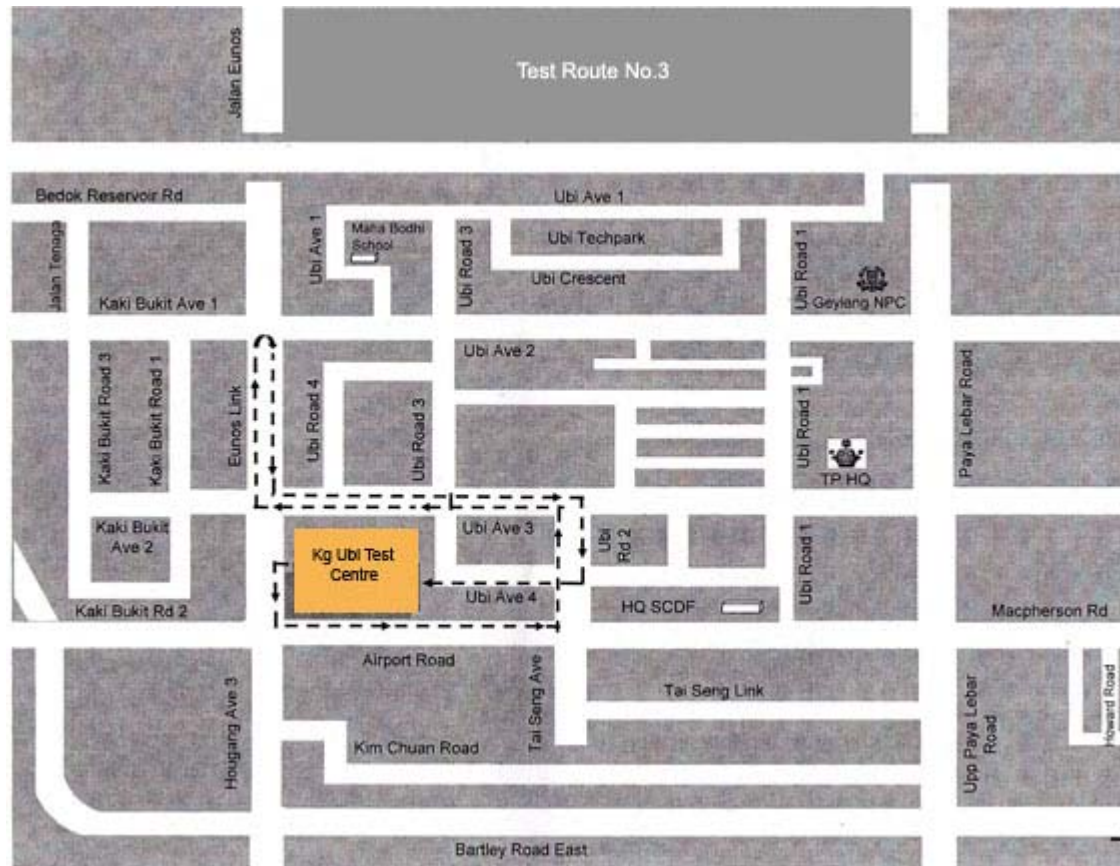 Test Route No.3
Jalan Eunos
Bedok Reservoir Rd
Ubi Ave 1
Jalan Tenaga
Ubi Ave 1
Maha Bodhi
School
Ubi Road 3
Ubi Techpark
Ubi Crescent
Ubi Road 1
Geylang NPC
Kaki Bukit Ave 1
Kaki Bukit Road 3
Kaki Bukit Road 1
Eunos Link
Ubi Road 4
Ubi Road 3
Ubi Ave 2
Ubi Road 1
TP HQ
Paya Lebar Road
Kaki Bukit
Ave 2
Kg Ubi Test
Centre
Ubi Ave 3
Ubi
Rd 2
Ubi Road 1
Kaki Bukit Rd 2
Ubi Ave 4
HQ SCDF
Macpherson Rd
Hougang Ave 3
Airport Road
Tai Seng Ave
Tai Seng Link
Kim Chuan Road
Upp Paya Lebar
Road
Howard Road
Bartley Road East